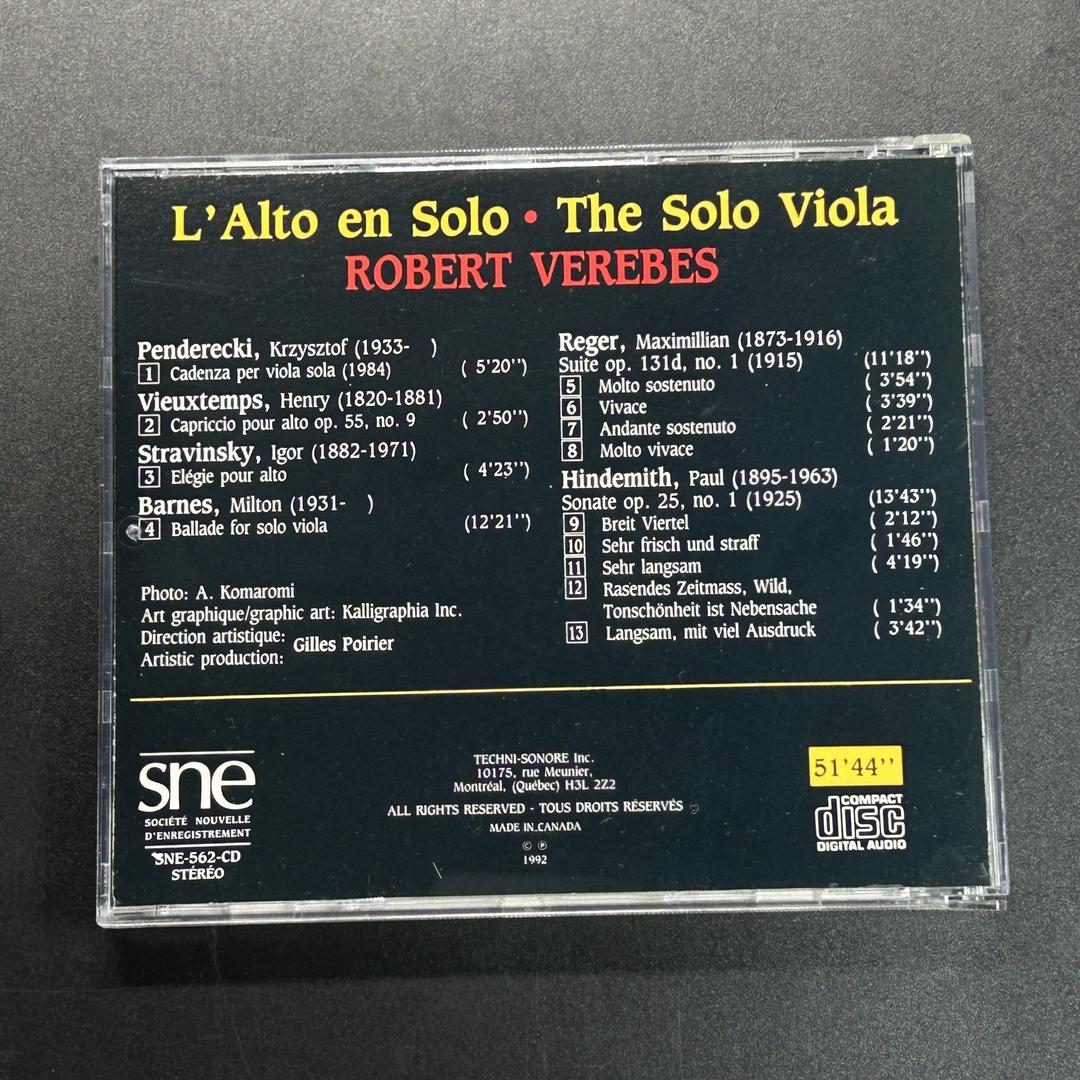 L'Alto en Solo • The Solo Viola
ROBERT VEREBES
Penderecki, Krzysztof (1933-    )
1 Cadenza per viola sola (1984) ( 5'20'')
Vieuxtemps, Henry (1820-1881)
2 Capriccio pour alto op. 55, no. 9 ( 2'50'')
Stravinsky, Igor (1882-1971)
3 Elégie pour alto ( 4'23'')
Barnes, Milton (1931-    )
4 Ballade for solo viola (12'21'')
Photo: A. Komaromi
Art graphique/graphic art: Kalligraphia Inc.
Direction artistique:
Gilles Poirier
Artistic production:
Reger, Maximillian (1873-1916)
Suite op. 131d, no. 1 (1915) (11'18'')
5 Molto sostenuto ( 3'54'')
6 Vivace ( 3'39'')
7 Andante sostenuto ( 2'21'')
8 Molto vivace ( 1'20'')
Hindemith, Paul (1895-1963)
Sonate op. 25, no. 1 (1925) (13'43'')
9 Breit Viertel ( 2'12'')
10 Sehr frisch und straff ( 1'46'')
11 Sehr langsam ( 4'19'')
12 Rasendes Zeitmass, Wild,
Tonschönheit ist Nebensache ( 1'34'')
13 Langsam, mit viel Ausdruck ( 3'42'')
sne
SOCIÉTÉ NOUVELLE
D'ENREGISTREMENT
SNE-562-CD
STÉRÉO
TECHNI-SONORE Inc.
10175, rue Meunier,
Montréal, (Québec) H3L 2Z2
ALL RIGHTS RESERVED - TOUS DROITS RÉSERVÉS
MADE IN CANADA
© ℗
1992
51'44''
COMPACT
disc
DIGITAL AUDIO